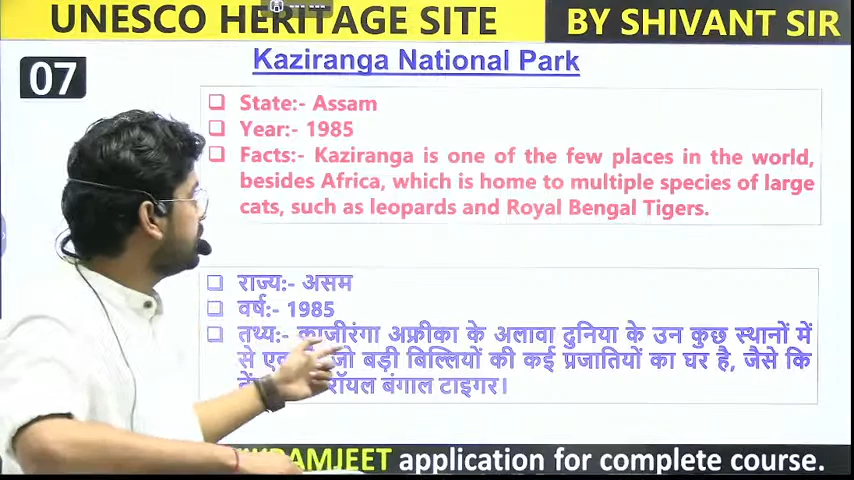 UNESCO HERITAGE SITE
BY SHIVANT SIR
Kaziranga National Park
07
State:- Assam
Year:- 1985
Facts:- Kaziranga is one of the few places in the world,
besides Africa, which is home to multiple species of large
cats, such as leopards and Royal Bengal Tigers.
राज्य:- असम
वर्ष:- 1985
तथ्य:- काजीरंगा अफ्रीका के अलावा दुनिया के उन कुछ स्थानों में
से जो बड़ी बिल्लियों की कई प्रजातियों का घर है, जैसे कि
रॉयल बंगाल टाइगर।
application for complete course.